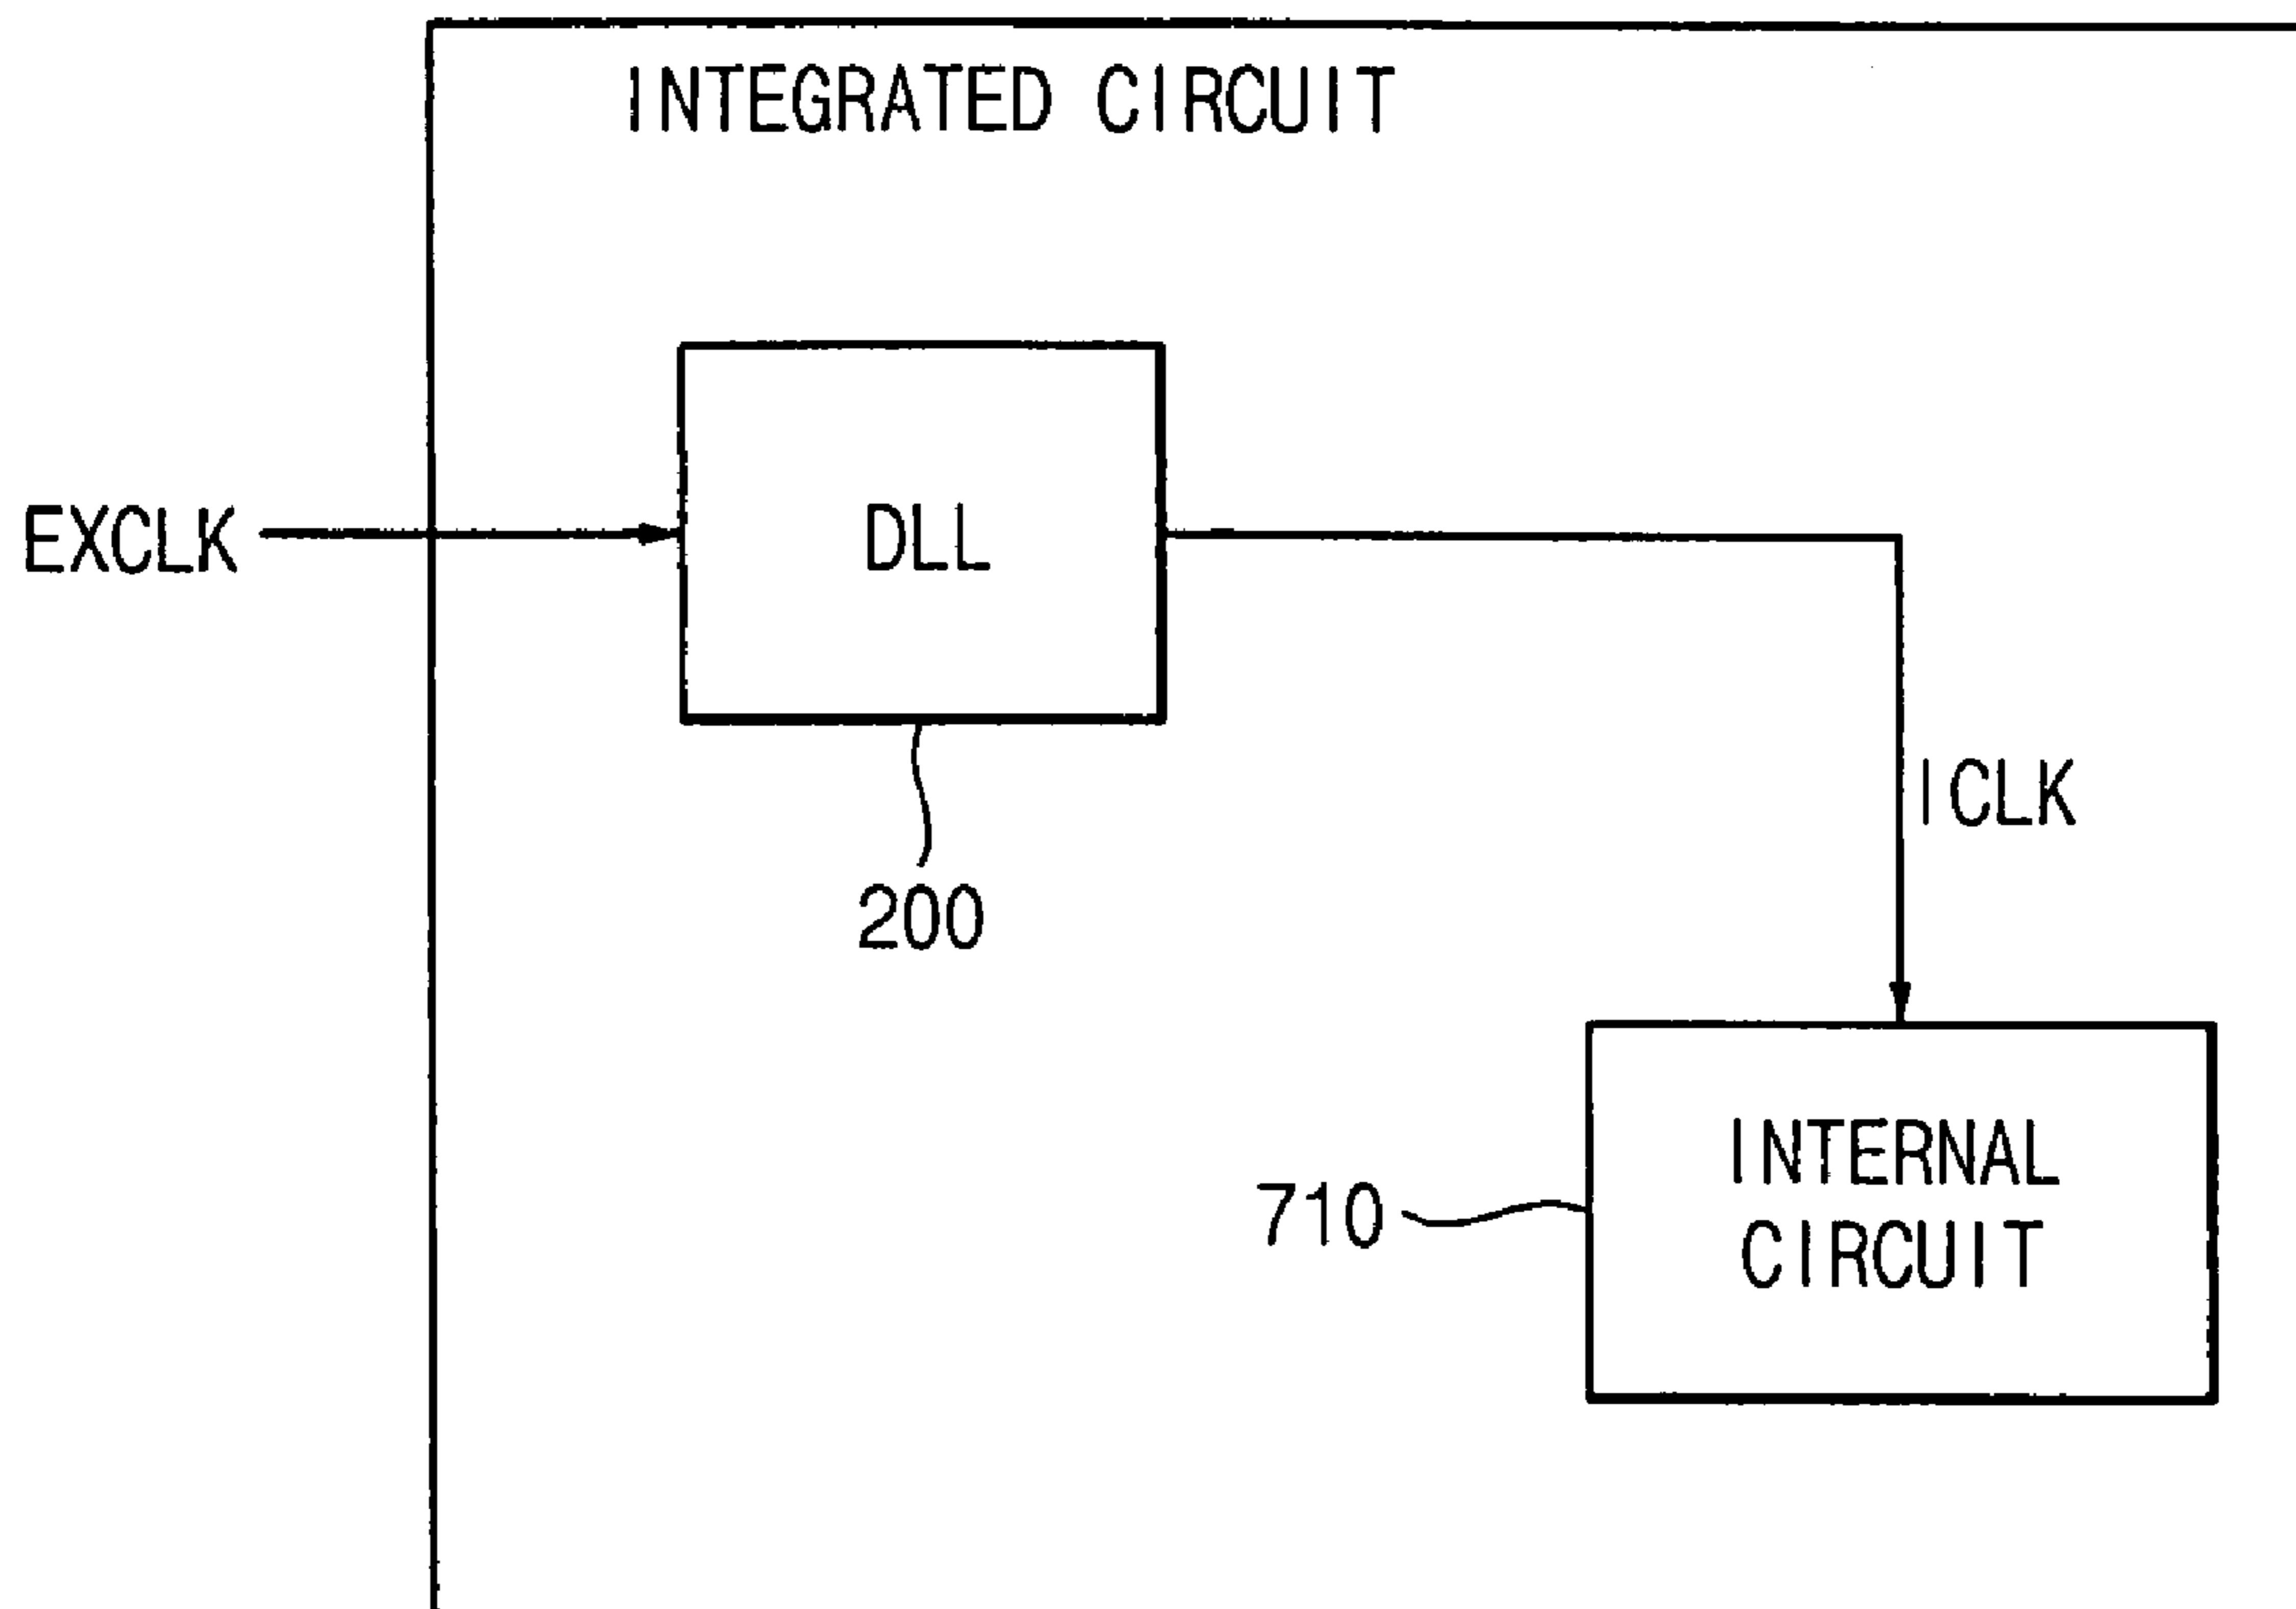 INTEGRATED CIRCUIT
EXCLK
DLL
ICLK
200
INTERNAL
CIRCUIT
710